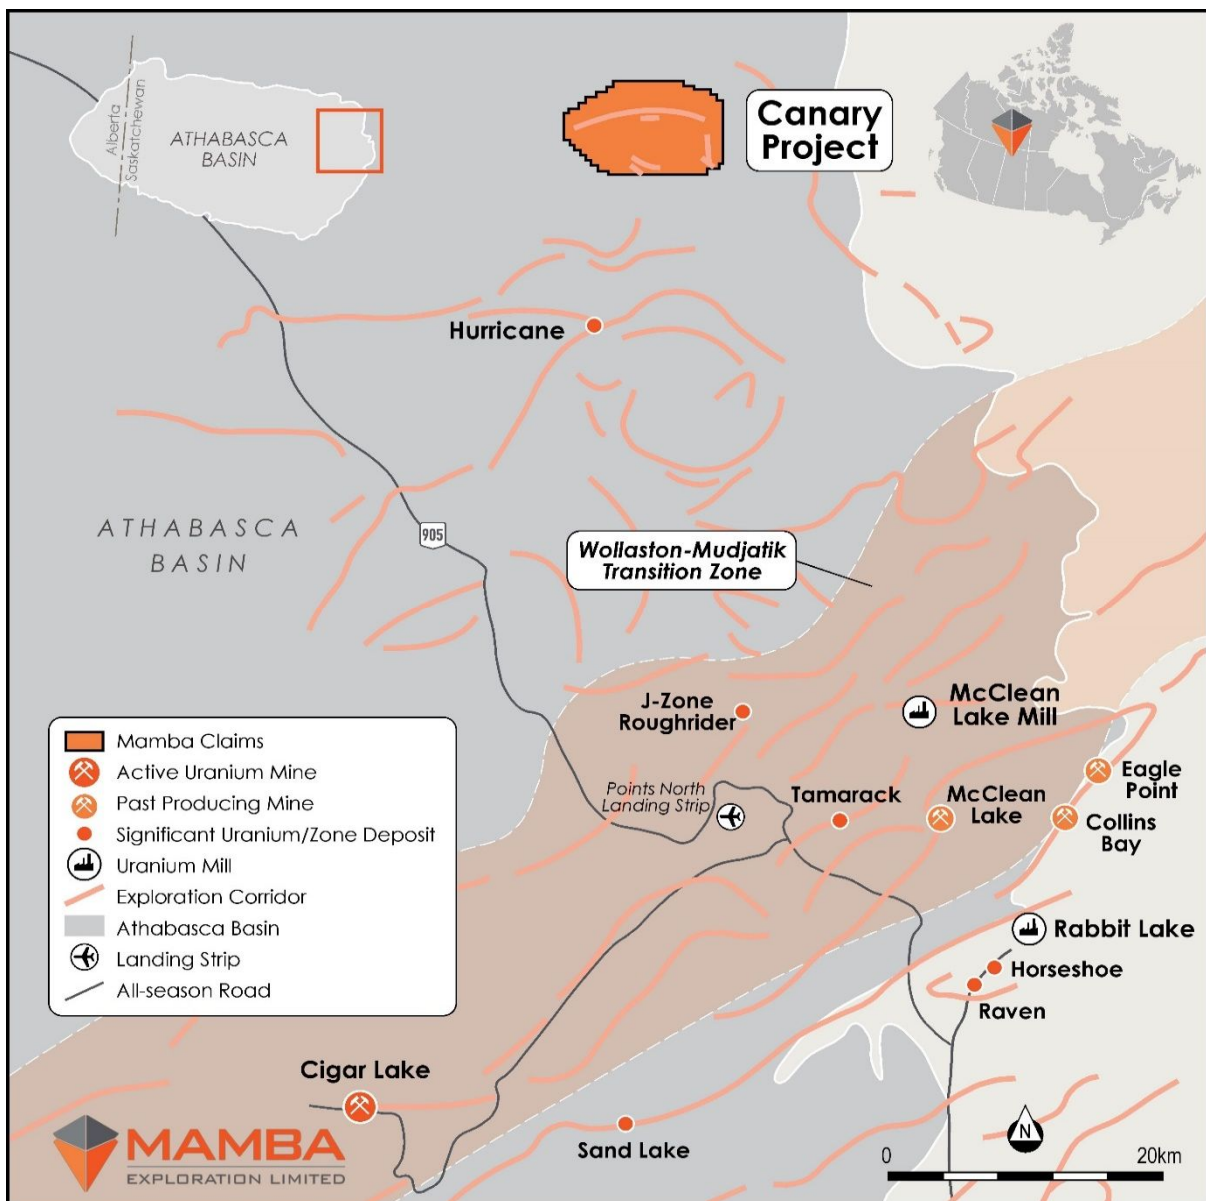 Alberta
Saskatchewan
ATHABASCA
BASIN
Canary
Project
Hurricane
905
ATHABASCA
BASIN
Wollaston-Mudjatik
Transition Zone
J-Zone
Roughrider
McClean
Lake Mill
Points North
Landing Strip
Tamarack
McClean
Lake
Eagle
Point
Collins
Bay
Rabbit Lake
Horseshoe
Raven
Mamba Claims
Active Uranium Mine
Past Producing Mine
Significant Uranium/Zone Deposit
Uranium Mill
Exploration Corridor
Athabasca Basin
Landing Strip
All-season Road
Cigar Lake
Sand Lake
MAMBA
EXPLORATION LIMITED
N
0 20km